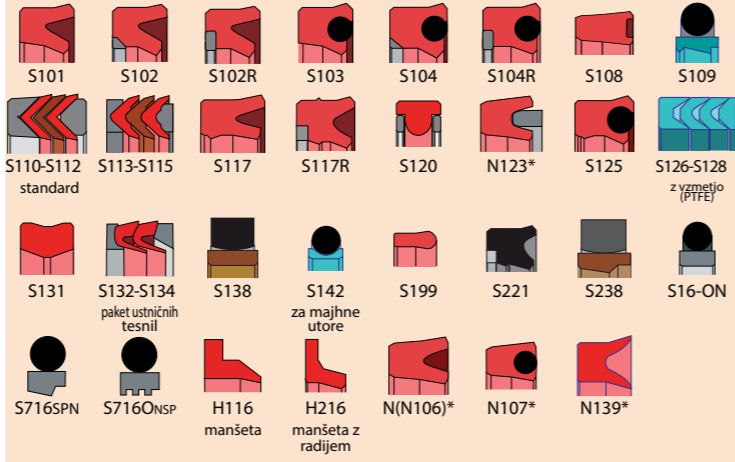 S101 S102 S102R S103 S104 S104R S108 S109
S110-S112 S113-S115 S117 S117R S120 N123* S125 S126-S128
standard z vzmetjo
(PTFE)
S131 S132-S134 S138 S142 S199 S221 S238 S16-ON
paket ustničnih za majhne
tesnil utore
S716SPN S716ONSP H116 H216 N(N106)* N107* N139*
manšeta manšeta z
radijem